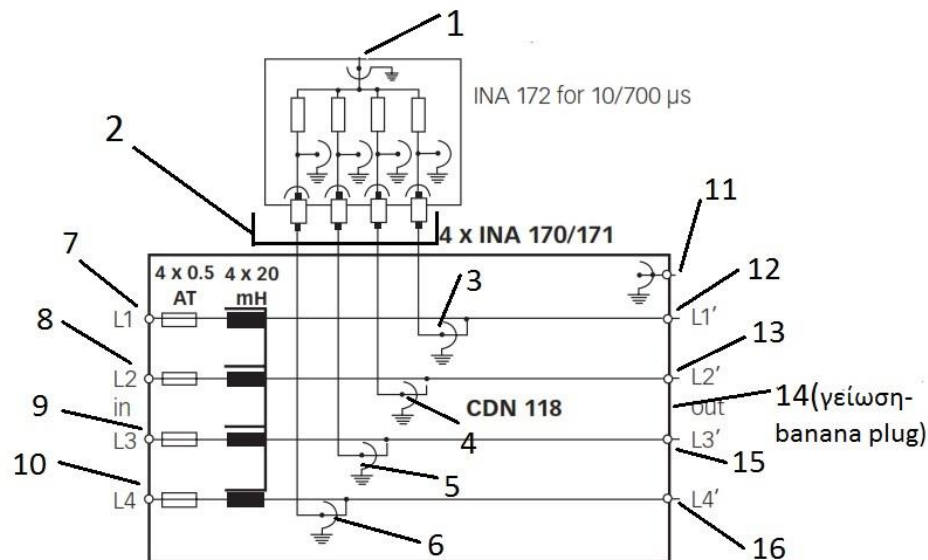 1
INA 172 for 10/700 µs
2
11
4 x INA 170/171
7
4 x 0.5 4 x 20
AT mH
3
12
L1
L1’
8
13
L2
L2’
in
CDN 118
out
14(γείωση-
banana plug)
9
4
L3
L3’
15
10
5
L4
L4’
6
16